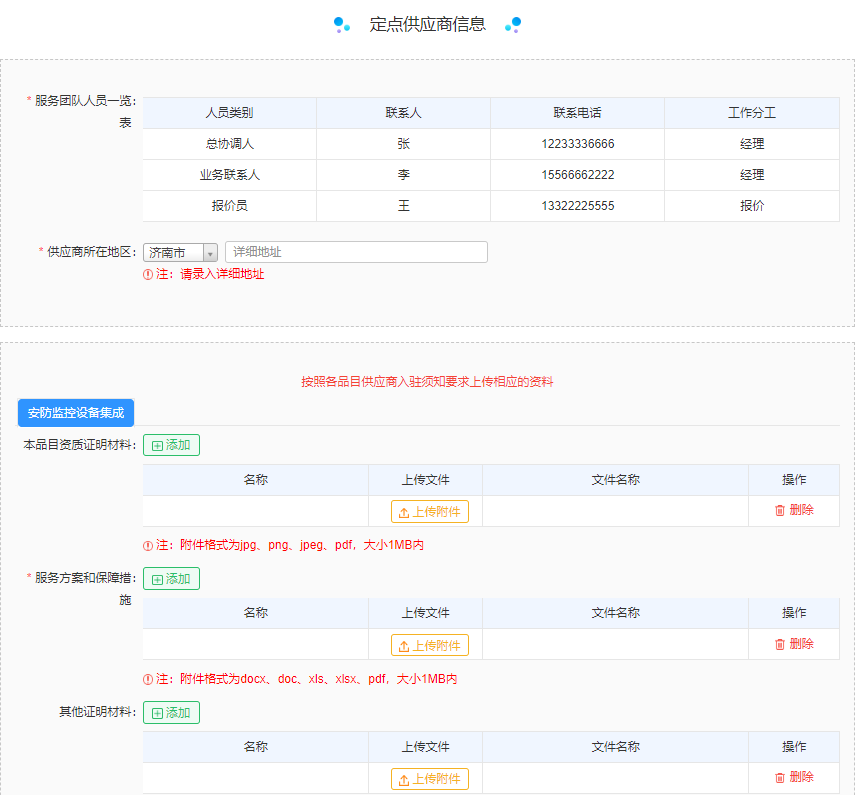 定点供应商信息
* 服务团队人员一览:
表
人员类别 联系人 联系电话 工作分工
总协调人 张 12233336666 经理
业务联系人 李 15566662222 经理
报价员 王 13322225555 报价
* 供应商所在地区: 济南市 详细地址
注：请录入详细地址
按照各品目供应商入驻须知要求上传相应的资料
安防监控设备集成
本品目资质证明材料: 添加
名称 上传文件 文件名称 操作
上传附件 删除
注：附件格式为jpg、png、jpeg、pdf，大小1MB内
* 服务方案和保障措: 添加
施
名称 上传文件 文件名称 操作
上传附件 删除
注：附件格式为docx、doc、xls、xlsx、pdf，大小1MB内
其他证明材料: 添加
名称 上传文件 文件名称 操作
上传附件 删除